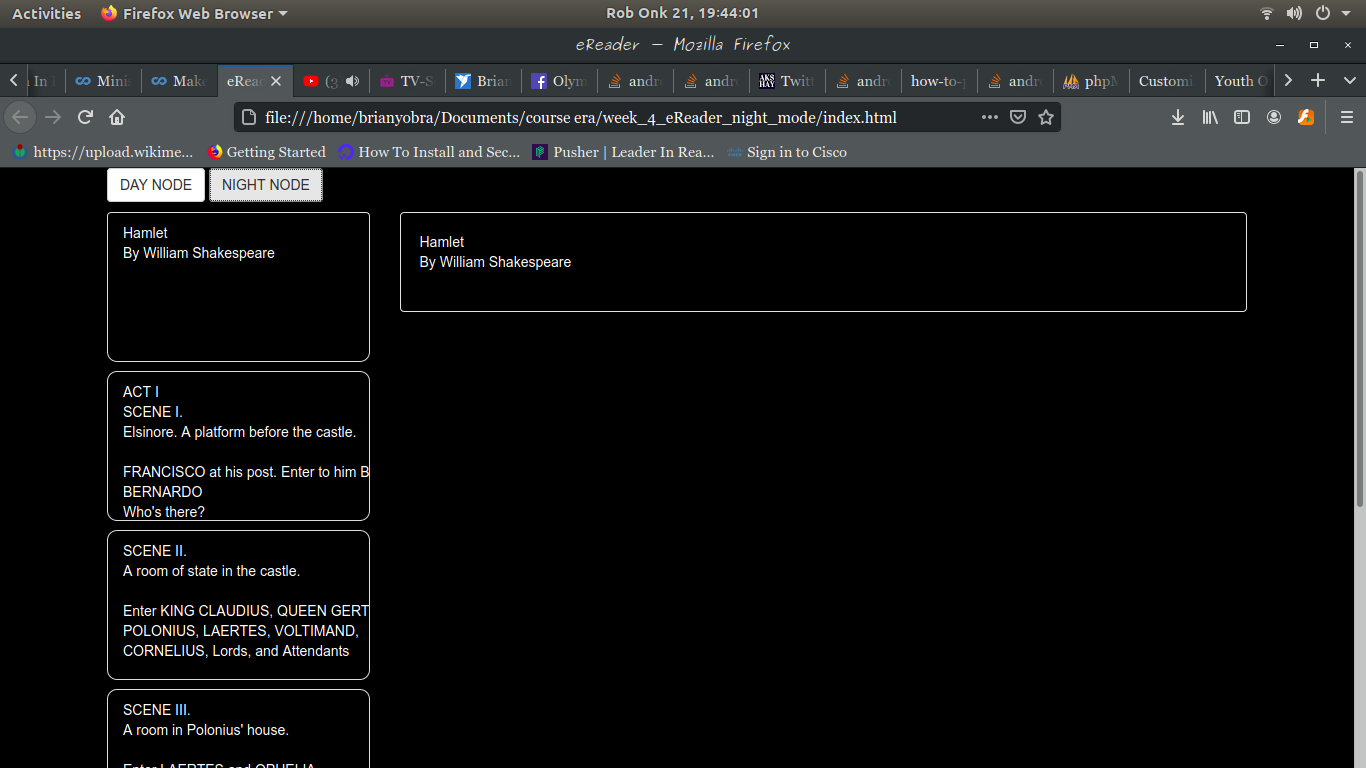 Activities Firefox Web Browser Rob Onk 21, 19:44:01
eReader – Mozilla Firefox
In Mini Make eRea (3 TV-S Brian Olym andr andr Twitt andr how-to- andr phpM Customi Youth O
file:///home/brianyobra/Documents/course era/week_4_eReader_night_mode/index.html
https://upload.wikime... Getting Started How To Install and Sec... Pusher | Leader In Rea... Sign in to Cisco
DAY NODE NIGHT NODE
Hamlet
By William Shakespeare
Hamlet
By William Shakespeare
ACT I
SCENE I.
Elsinore. A platform before the castle.
FRANCISCO at his post. Enter to him B
BERNARDO
Who's there?
SCENE II.
A room of state in the castle.
Enter KING CLAUDIUS, QUEEN GERT
POLONIUS, LAERTES, VOLTIMAND,
CORNELIUS, Lords, and Attendants
SCENE III.
A room in Polonius' house.
Enter LAERTES and OPHELIA